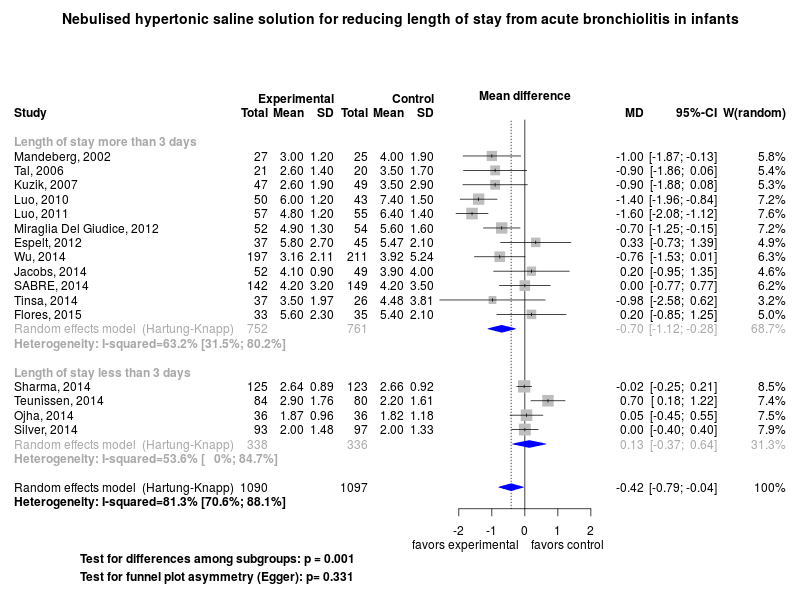 Nebulised hypertonic saline solution for reducing length of stay from acute bronchiolitis in infants
Experimental Control Mean difference
Study Total Mean SD Total Mean SD MD 95%-CI W(random)
Length of stay more than 3 days
Mandeberg, 2002 27 3.00 1.20 25 4.00 1.90 -1.00 [-1.87; -0.13] 5.8%
Tal, 2006 21 2.60 1.40 20 3.50 1.70 -0.90 [-1.86; 0.06] 5.4%
Kuzik, 2007 47 2.60 1.90 49 3.50 2.90 -0.90 [-1.88; 0.08] 5.3%
Luo, 2010 50 6.00 1.20 43 7.40 1.50 -1.40 [-1.96; -0.84] 7.2%
Luo, 2011 57 4.80 1.20 55 6.40 1.40 -1.60 [-2.08; -1.12] 7.6%
Miraglia Del Giudice, 2012 52 4.90 1.30 54 5.60 1.60 -0.70 [-1.25; -0.15] 7.2%
Espelt, 2012 37 5.80 2.70 45 5.47 2.10 0.33 [-0.73; 1.39] 4.9%
Wu, 2014 197 3.16 2.11 211 3.92 5.24 -0.76 [-1.53; 0.01] 6.3%
Jacobs, 2014 52 4.10 0.90 49 3.90 4.00 0.20 [-0.95; 1.35] 4.6%
SABRE, 2014 142 4.20 3.20 149 4.20 3.50 0.00 [-0.77; 0.77] 6.2%
Tinsa, 2014 37 3.50 1.97 26 4.48 3.81 -0.98 [-2.58; 0.62] 3.2%
Flores, 2015 33 5.60 2.30 35 5.40 2.10 0.20 [-0.85; 1.25] 5.0%
Random effects model (Hartung-Knapp) 752 761 -0.70 [-1.12; -0.28] 68.7%
Heterogeneity: I-squared=63.2% [31.5%; 80.2%]
Length of stay less than 3 days
Sharma, 2014 125 2.64 0.89 123 2.66 0.92 -0.02 [-0.25; 0.21] 8.5%
Teunissen, 2014 84 2.90 1.76 80 2.20 1.61 0.70 [ 0.18; 1.22] 7.4%
Ojha, 2014 36 1.87 0.96 36 1.82 1.18 0.05 [-0.45; 0.55] 7.5%
Silver, 2014 93 2.00 1.48 97 2.00 1.33 0.00 [-0.40; 0.40] 7.9%
Random effects model (Hartung-Knapp) 338 336 0.13 [-0.37; 0.64] 31.3%
Heterogeneity: I-squared=53.6% [ 0%; 84.7%]
Random effects model (Hartung-Knapp) 1090 1097 -0.42 [-0.79; -0.04] 100%
Heterogeneity: I-squared=81.3% [70.6%; 88.1%]
-2 -1 0 1 2
favors experimental favors control
Test for differences among subgroups: p = 0.001
Test for funnel plot asymmetry (Egger): p= 0.331